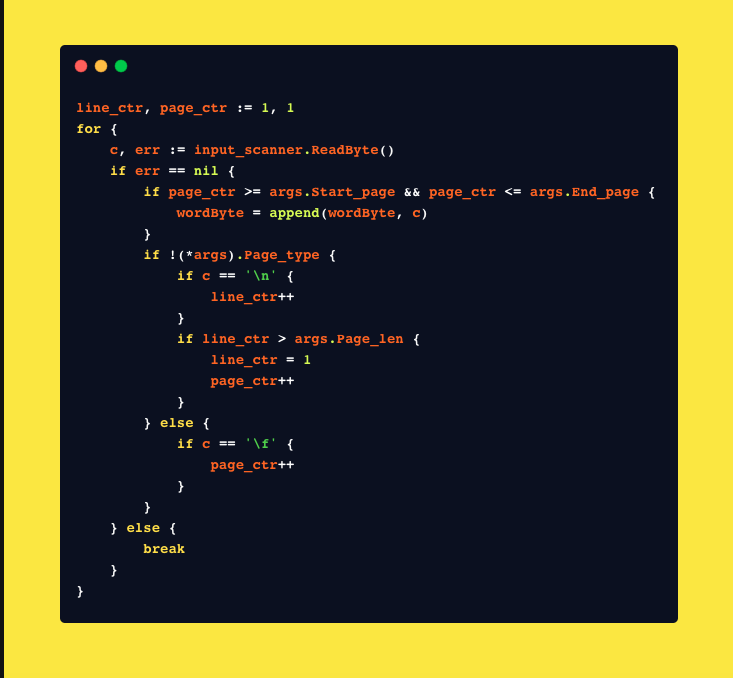 line_ctr, page_ctr := 1, 1
for {
    c, err := input_scanner.ReadByte()
    if err == nil {
        if page_ctr >= args.Start_page && page_ctr <= args.End_page {
            wordByte = append(wordByte, c)
        }
        if !(*args).Page_type {
            if c == '\n' {
                line_ctr++
            }
            if line_ctr > args.Page_len {
                line_ctr = 1
                page_ctr++
            }
        } else {
            if c == '\f' {
                page_ctr++
            }
        }
    } else {
        break
    }
}